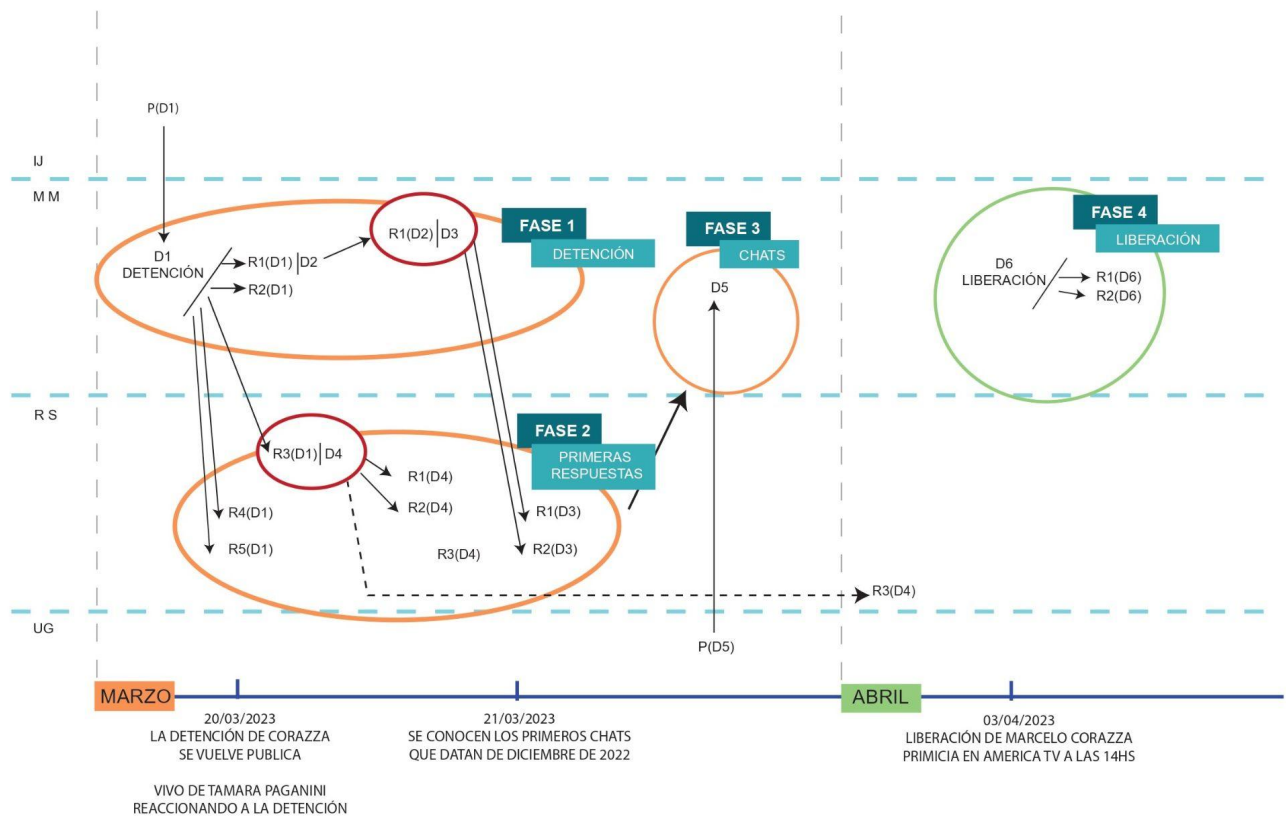 P(D1)
IJ
M M
D1
DETENCIÓN
R1(D1)|D2
R2(D1)
R1(D2)|D3
FASE 1
DETENCIÓN
FASE 3
CHATS
D5
FASE 4
LIBERACIÓN
D6
LIBERACIÓN
R1(D6)
R2(D6)
R S
R3(D1)|D4
FASE 2
PRIMERAS
RESPUESTAS
R1(D4)
R2(D4)
R4(D1)
R1(D3)
R5(D1)
R3(D4)
R2(D3)
R3(D4)
UG
P(D5)
MARZO
ABRIL
20/03/2023
LA DETENCIÓN DE CORAZZA
SE VUELVE PUBLICA
VIVO DE TAMARA PAGANINI
REACCIONANDO A LA DETENCIÓN
21/03/2023
SE CONOCEN LOS PRIMEROS CHATS
QUE DATAN DE DICIEMBRE DE 2022
03/04/2023
LIBERACIÓN DE MARCELO CORAZZA
PRIMICIA EN AMERICA TV A LAS 14HS